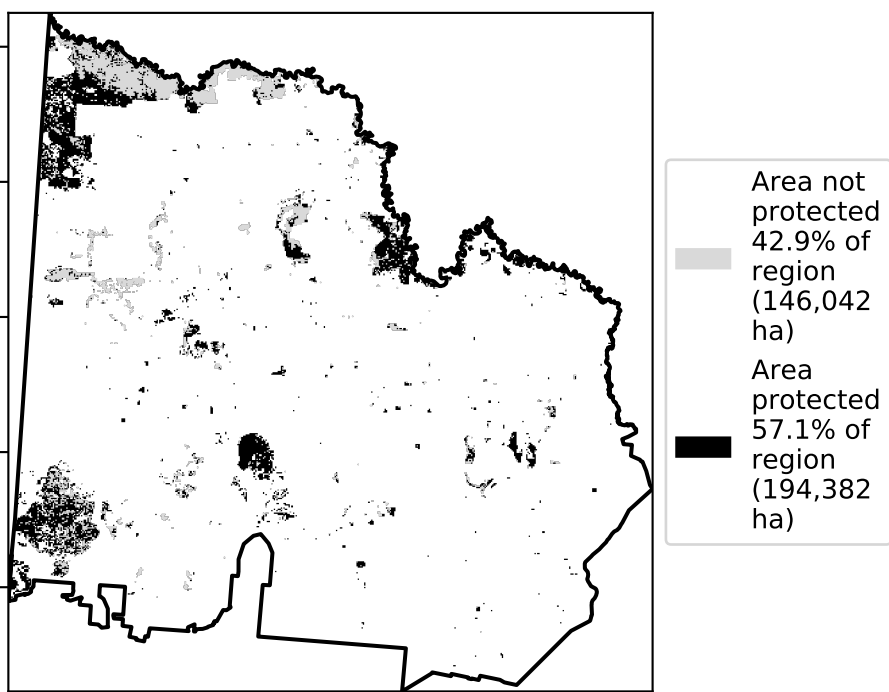 Area not
protected
42.9% of
region
(146,042
ha)
Area
protected
57.1% of
region
(194,382
ha)